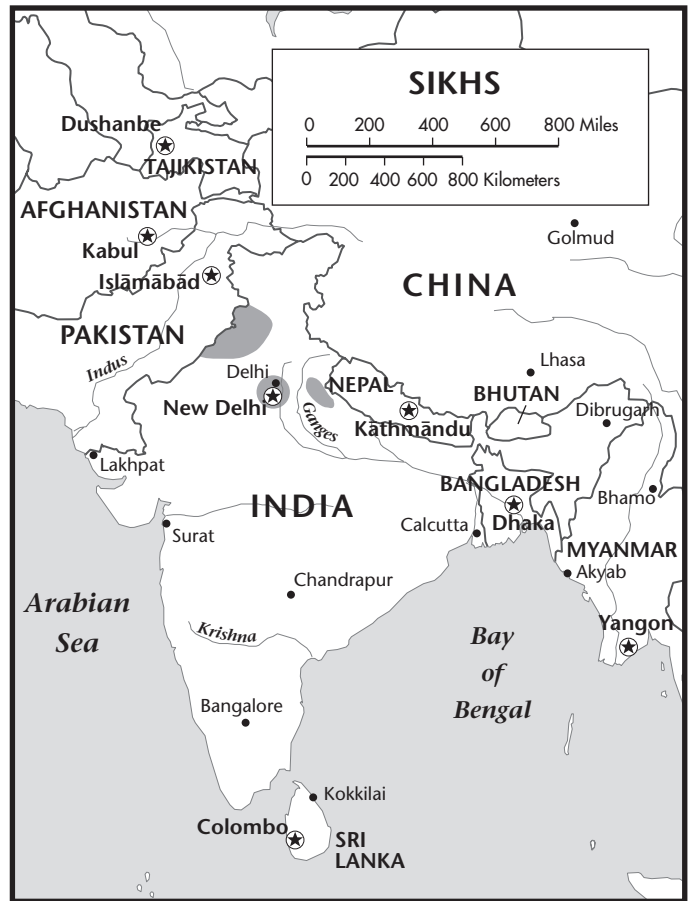 SIKHS
0 200 400 600 800 Miles
0 200 400 600 800 Kilometers
Dushanbe
TAJIKISTAN
AFGHANISTAN
Kabul
Golmud
Islāmābād
CHINA
PAKISTAN
Indus
Delhi
Lhasa
NEPAL
BHUTAN
New Delhi
Ganges
Dibrugarh
Kāthmāndu
Lakhpat
BANGLADESH
Bhamo
INDIA
Dhaka
Calcutta
Surat
MYANMAR
Akyab
Chandrapur
Arabian
Sea
Krishna
Yangon
Bay
of
Bengal
Bangalore
Kokkilai
Colombo
SRI
LANKA